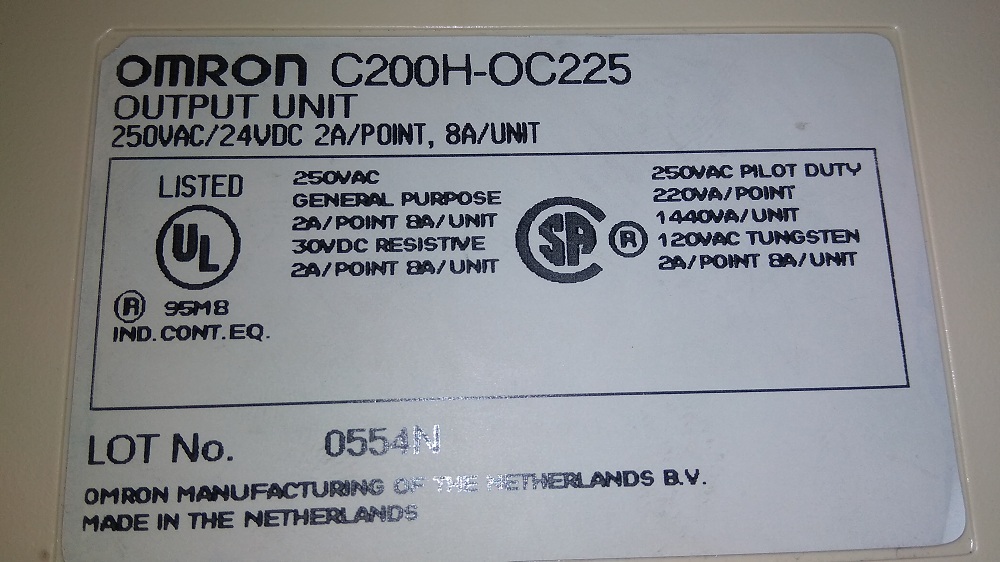 OMRON C200H-OC225
OUTPUT UNIT
250VAC/24VDC 2A/POINT, 8A/UNIT
LISTED
UL
® 95M8
IND.CONT.EQ.
250VAC
GENERAL PURPOSE
2A/POINT 8A/UNIT
30VDC RESISTIVE
2A/POINT 8A/UNIT
SA ®
250VAC PILOT DUTY
220VA/POINT
1440VA/UNIT
120VAC TUNGSTEN
2A/POINT 8A/UNIT
LOT No. 0554N
OMRON MANUFACTURING OF THE NETHERLANDS B.V.
MADE IN THE NETHERLANDS